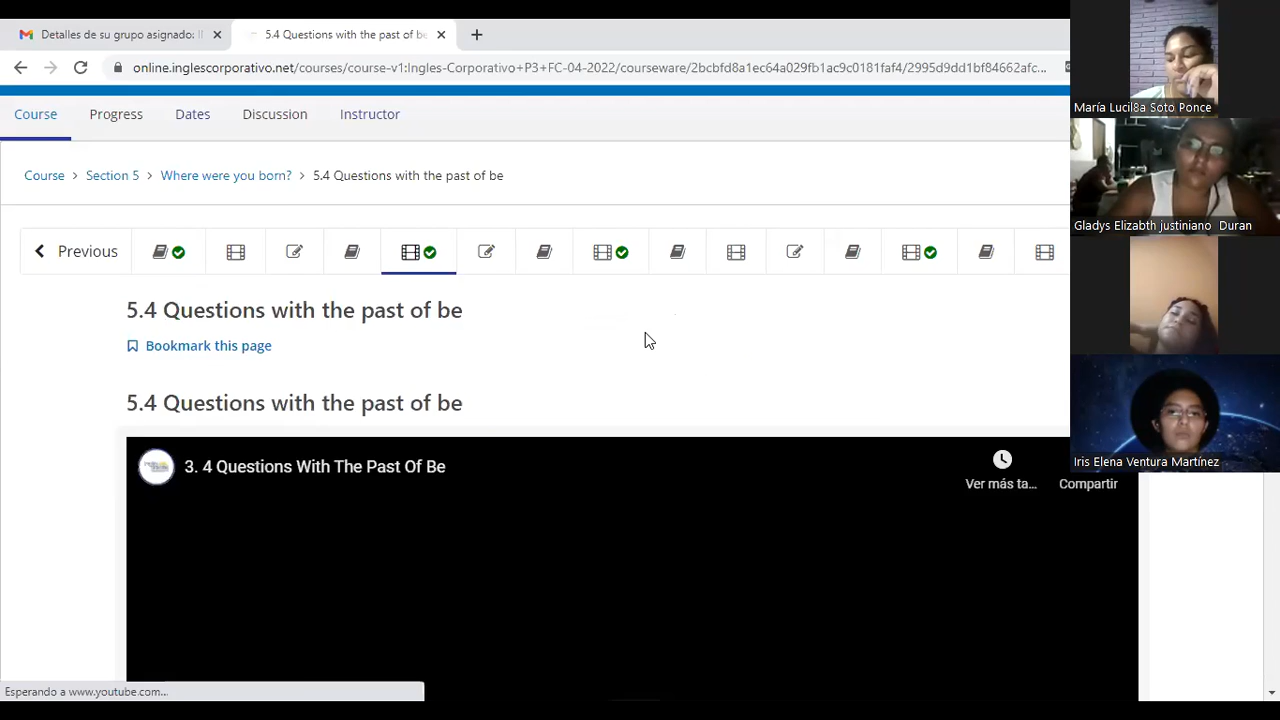 Detalles de su grupo asignado: I
5.4 Questions with the past of be
online.inglescorporativo.net/courses/course-v1:
P3+FC-04-2022/courseware/
Course
Progress
Dates
Discussion
Instructor
Course > Section 5 > Where were you born? > 5.4 Questions with the past of be
Previous
5.4 Questions with the past of be
Bookmark this page
5.4 Questions with the past of be
3. 4 Questions With The Past Of Be
Ver más ta...
Compartir
Esperando a www.youtube.com...
María Lucil8a Soto Ponce
Gladys Elizabth justiniano Duran
Iris Elena Ventura Martínez